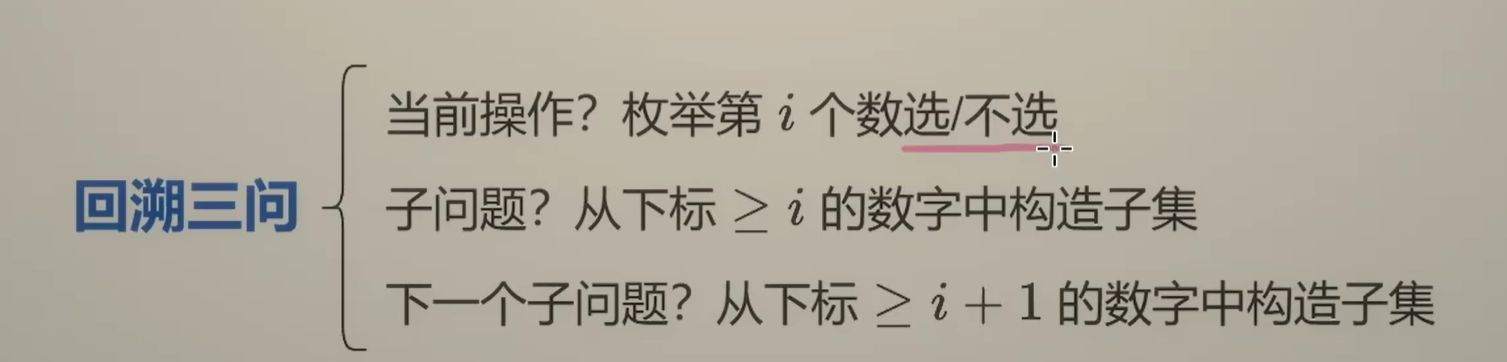 回溯三问
当前操作？枚举第 i 个数选/不选
子问题？从下标 ≥ i 的数字中构造子集
下一个子问题？从下标 ≥ i + 1 的数字中构造子集